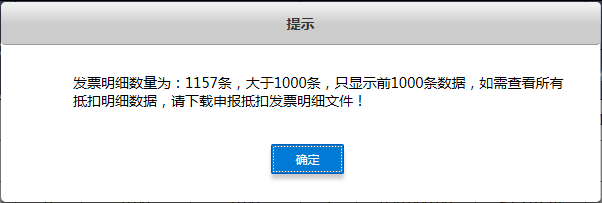 提示
发票明细数量为：1157条，大于1000条，只显示前1000条数据，如需查看所有
抵扣明细数据，请下载申报抵扣发票明细文件！
确定